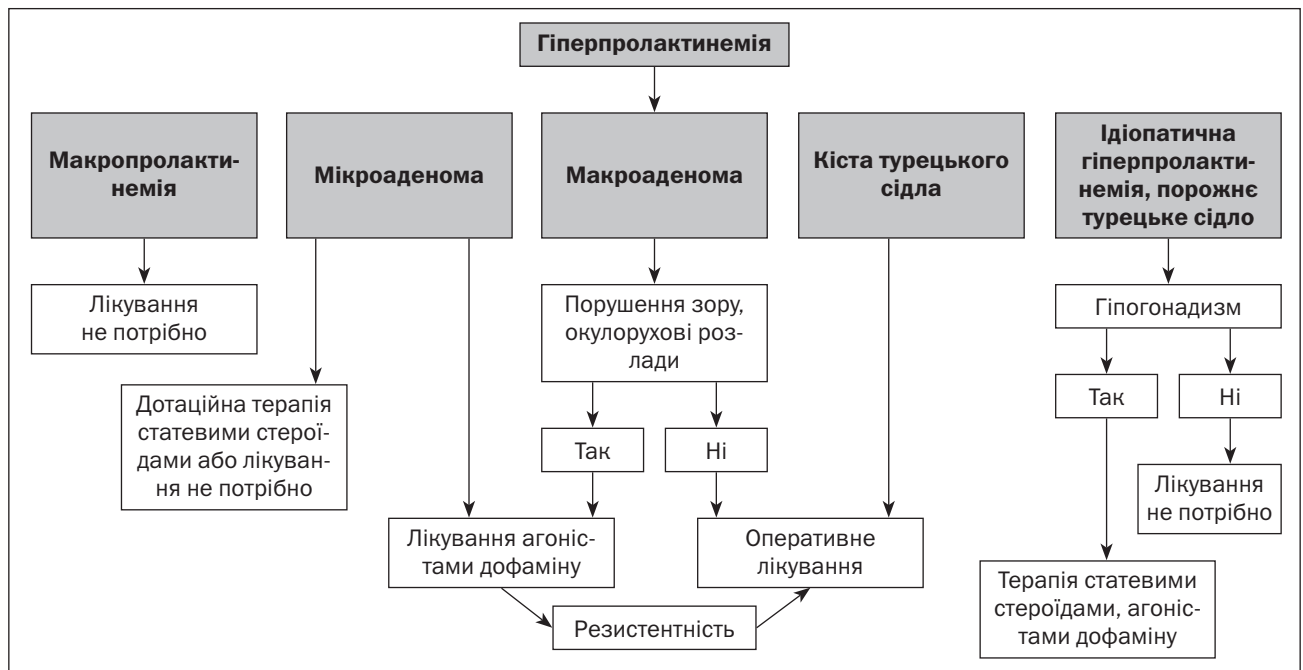 Гіперпролактинемія
Макропролакти-
немія
Мікроаденома
Макроаденома
Кіста турецького
сідла
Ідіопатична
гіперпролакти-
немія, порожнє
турецьке сідло
Лікування
не потрібно
Порушення зору,
окулорухові роз-
лади
Гіпогонадизм
Дотаційна терапія
статевими стерої-
дами або лікуван-
ня не потрібно
Так
Ні
Так
Ні
Лікування
не потрібно
Лікування агоніс-
тами дофаміну
Оперативне
лікування
Терапія статевими
стероїдами, агоніс-
тами дофаміну
Резистентність